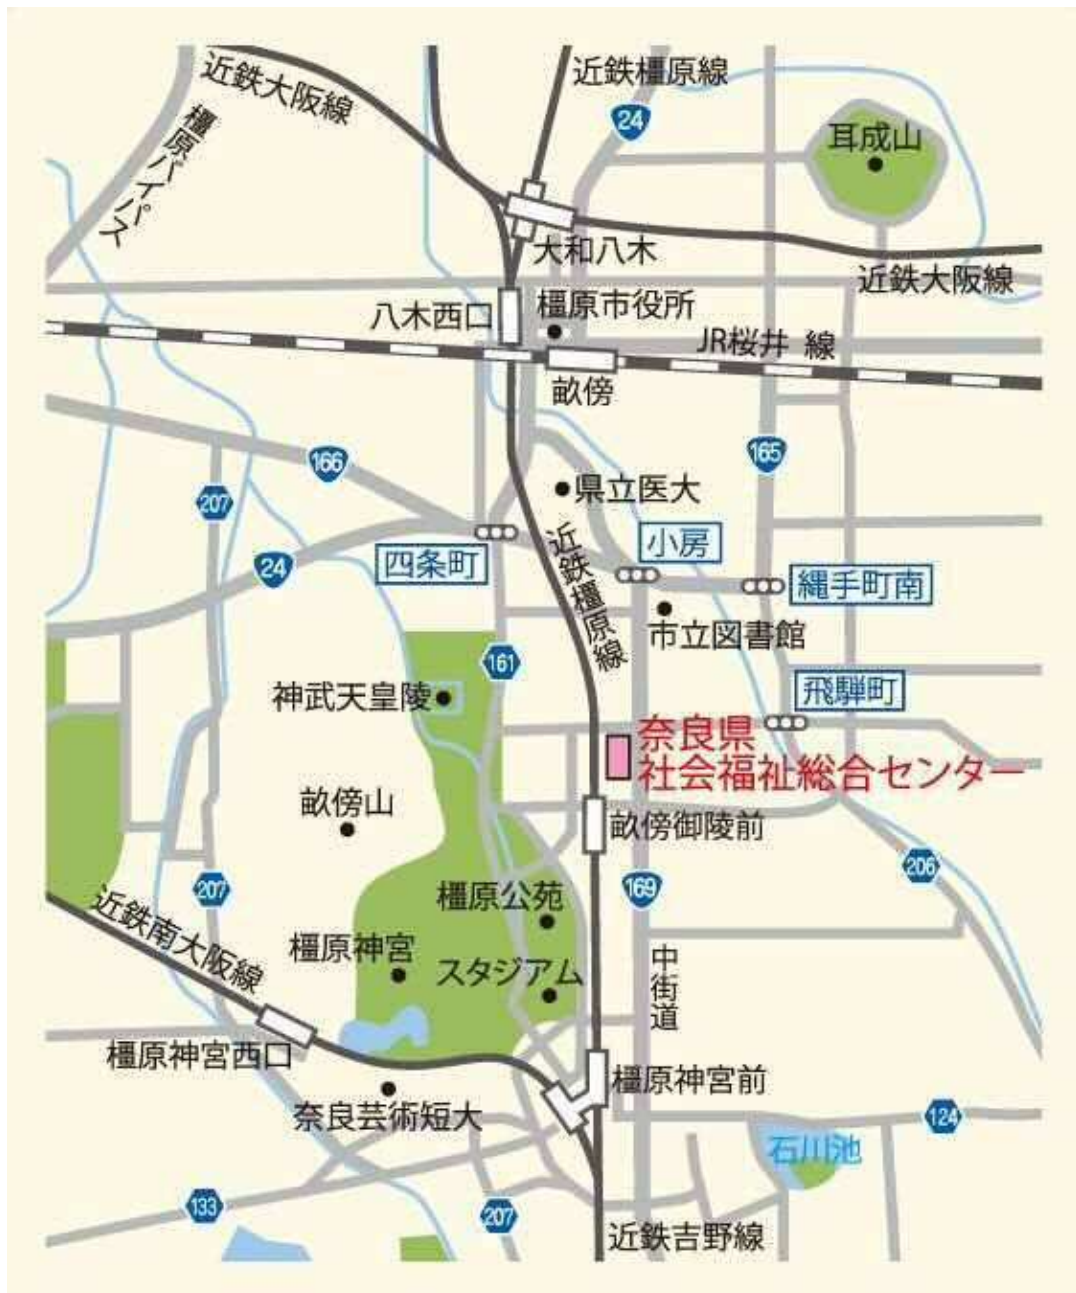 近鉄大阪線
近鉄橿原線
橿原バイパス
24
耳成山
大和八木
近鉄大阪線
八木西口
橿原市役所
JR桜井 線
畝傍
166
165
207
県立医大
近鉄橿原線
小房
四条町
24
縄手町南
市立図書館
161
神武天皇陵
飛騨町
奈良県
社会福祉総合センター
畝傍山
畝傍御陵前
206
207
169
橿原公苑
近鉄南大阪線
橿原神宮
スタジアム
中街道
橿原神宮西口
橿原神宮前
奈良芸術短大
124
石川池
133
207
近鉄吉野線